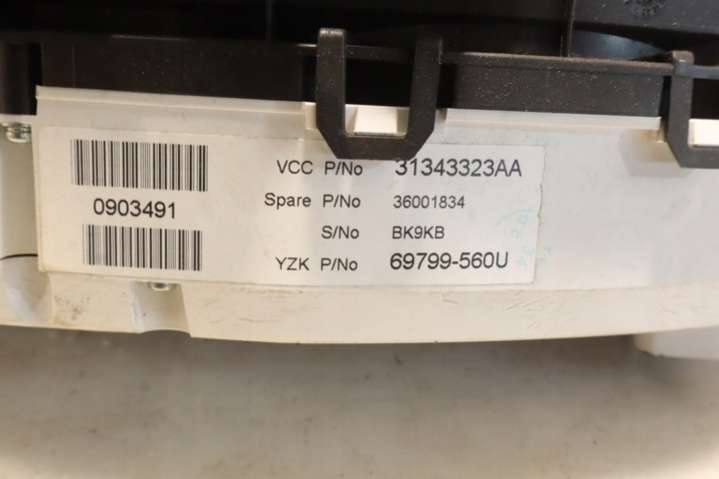 0903491
VCC P/No 31343323AA
Spare P/No 36001834
S/No BK9KB
YZK P/No 69799-560U